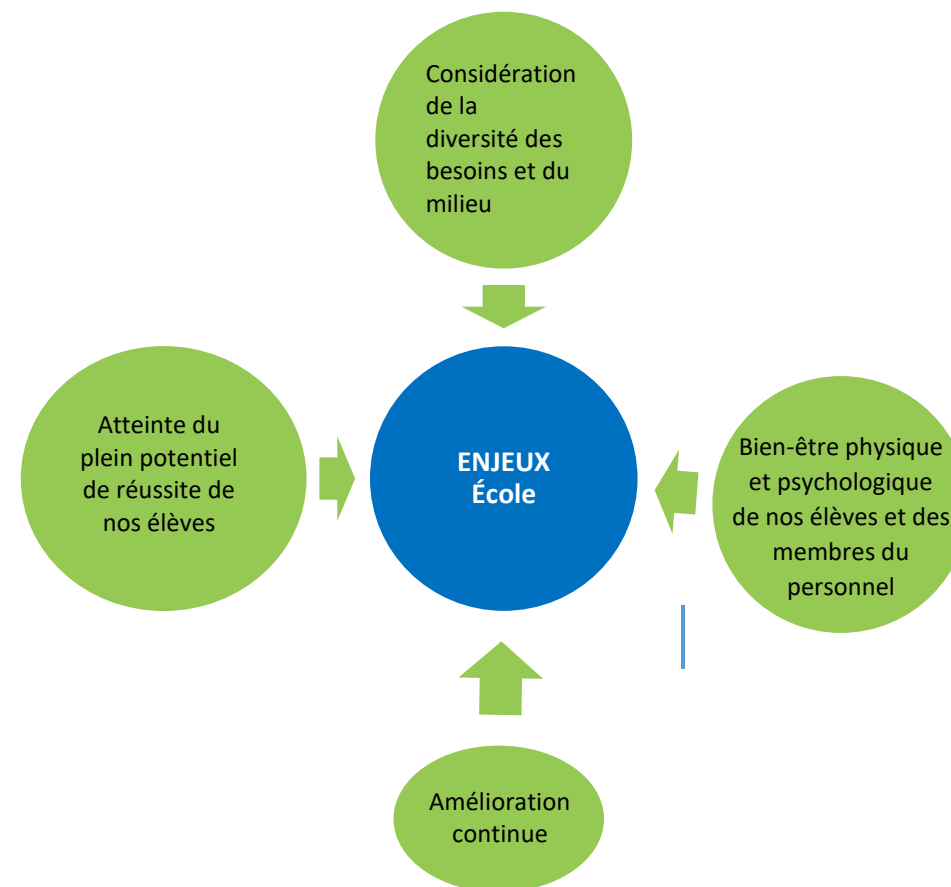 Considération
de la
diversité des
besoins et du
milieu
Atteinte du
plein potentiel
de réussite de
nos élèves
ENJEUX
École
Bien-être physique
et psychologique
de nos élèves et des
membres du
personnel
Amélioration
continue